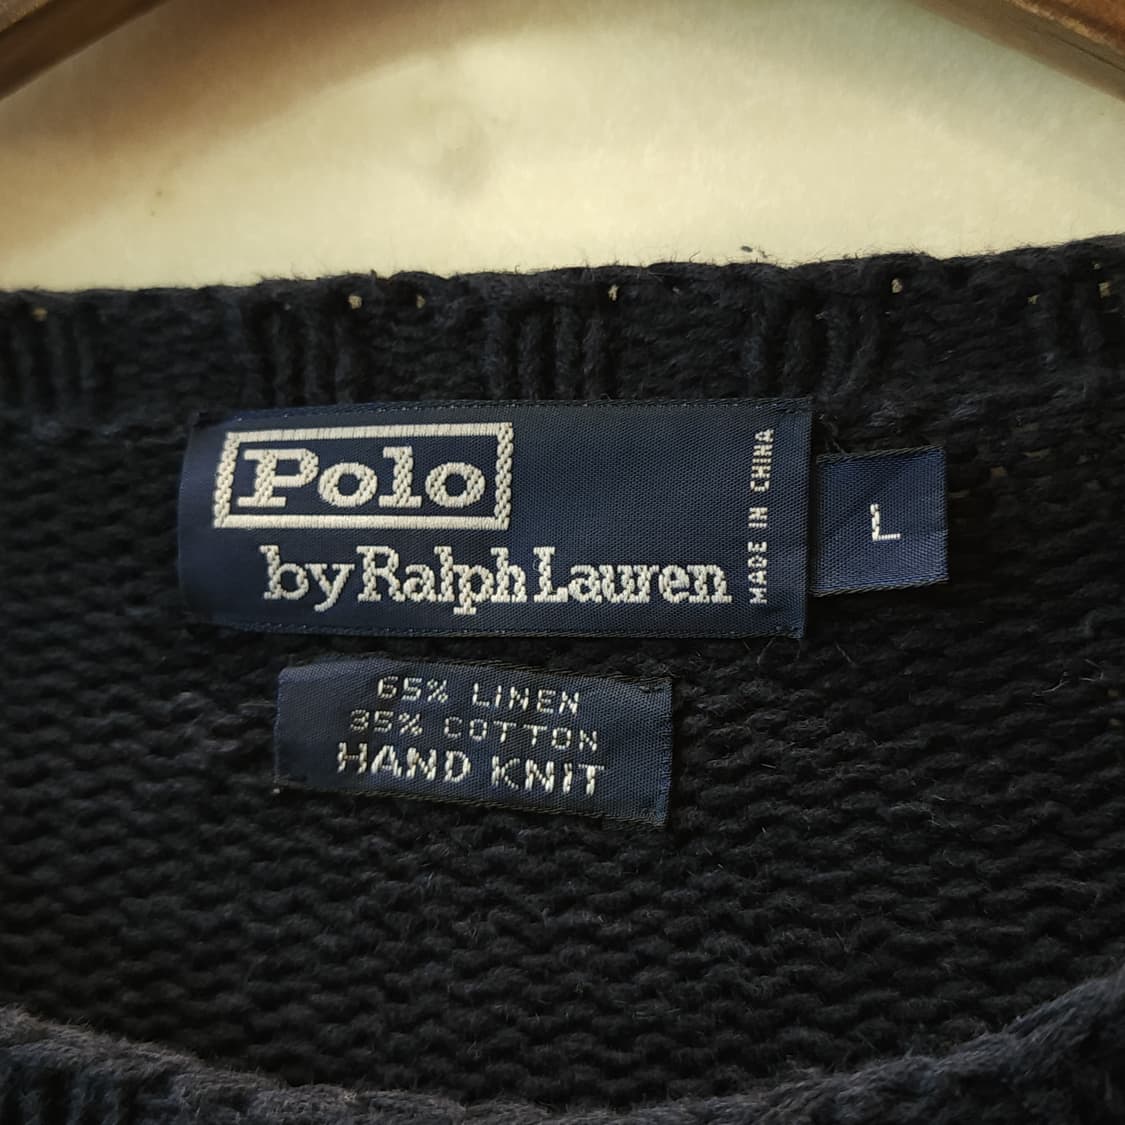 Polo
by Ralph Lauren
MADE IN CHINA
L
65% LINEN
35% COTTON
HAND KNIT